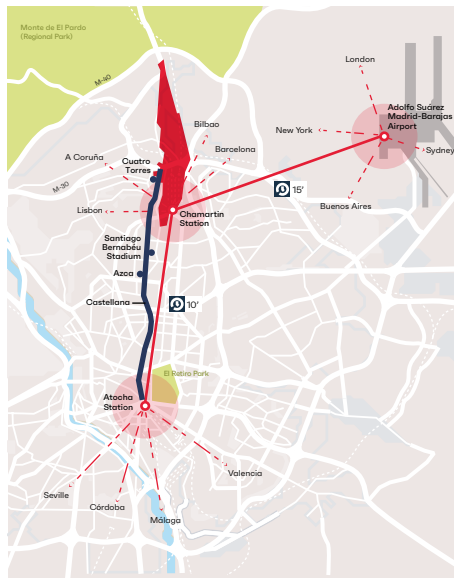 Monte de El Pardo
(Regional Park)
London
M-40
Adolfo Suárez
Madrid-Barajas
Airport
Bilbao
New York
Barcelona
Sydney
A Coruña
Cuatro
Torres
M-30
15'
Buenos Aires
Lisbon
Chamartin
Station
Santiago
Bernabéu
Stadium
Azca
Castellana
10'
El Retiro Park
Atocha
Station
Valencia
Seville
Córdoba
Málaga